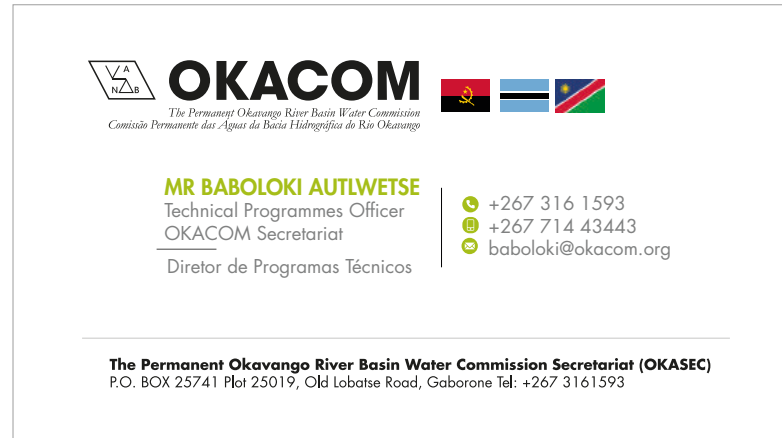 V A
N B
OKACOM
The Permanent Okavango River Basin Water Commission
Comissão Permanente das Águas da Bacia Hidrográfica do Rio Okavango
MR BABOLOKI AUTLWETSE
Technical Programmes Officer
OKACOM Secretariat
Diretor de Programas Técnicos
+267 316 1593
+267 714 43443
baboloki@okacom.org
The Permanent Okavango River Basin Water Commission Secretariat (OKASEC)
P.O. BOX 25741 Plot 25019, Old Lobatse Road, Gaborone Tel: +267 3161593